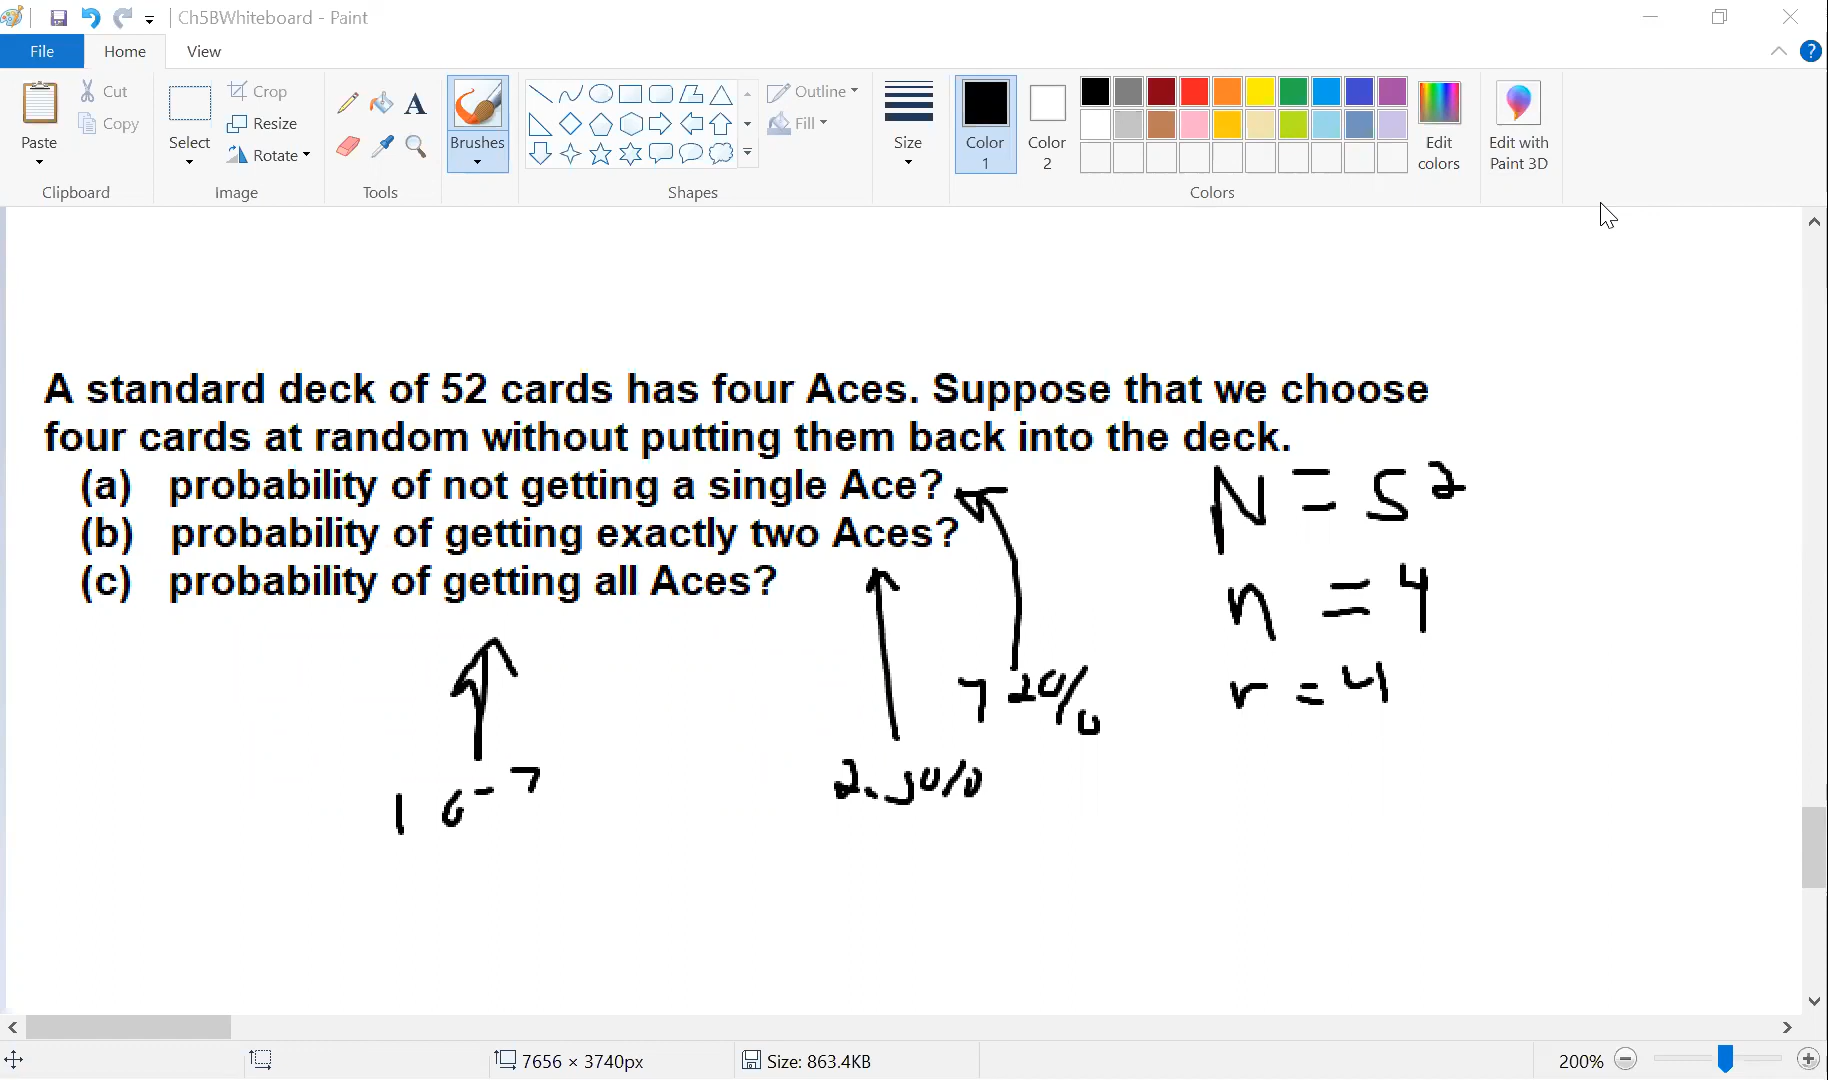 Ch5BWhiteboard - Paint
File Home View
Paste
Cut
Copy
Clipboard
Select
Crop
Resize
Rotate
Image
A
Tools
Brushes
Shapes
Outline
Fill
Size
Color 1
Color 2
Colors
Edit colors
Edit with Paint 3D
?
A standard deck of 52 cards has four Aces. Suppose that we choose
four cards at random without putting them back into the deck.
(a) probability of not getting a single Ace?
(b) probability of getting exactly two Aces?
(c) probability of getting all Aces?
N = 52
n = 4
r = 4
72%
10-7
7656 × 3740px
Size: 863.4KB
200%